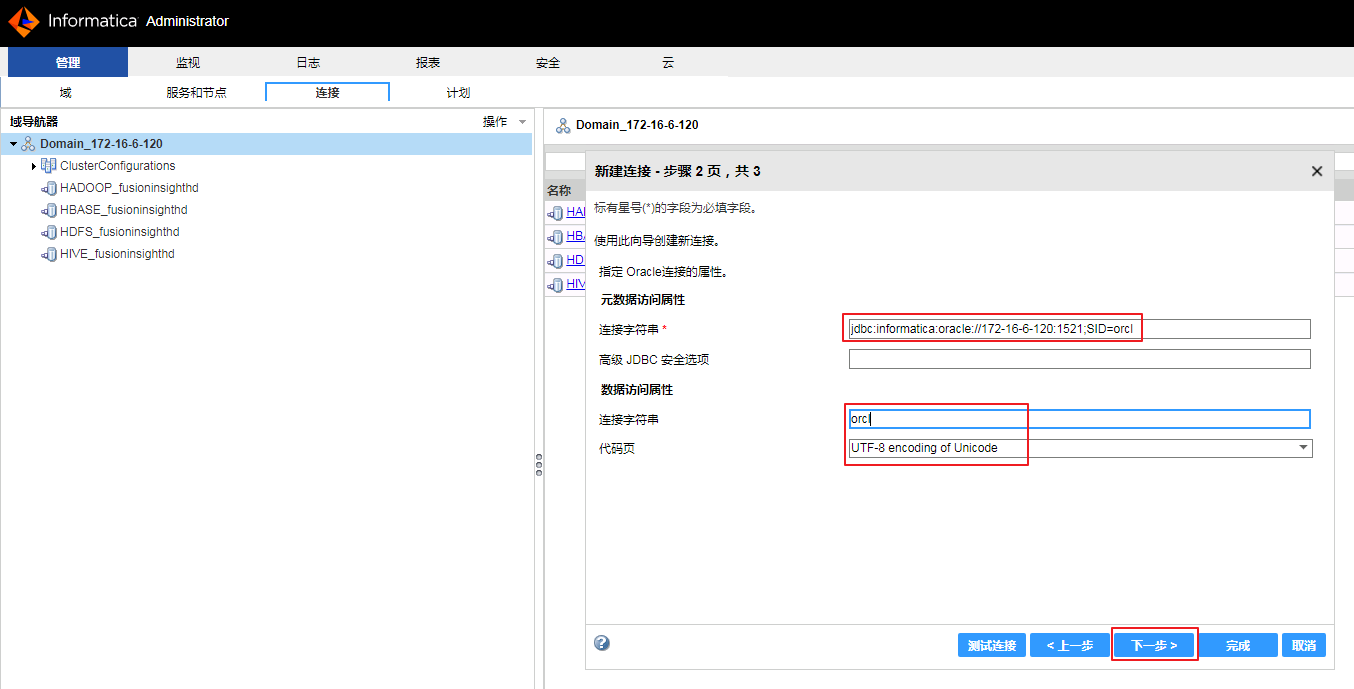 Informatica Administrator
管理 监视 日志 报表 安全 云
域 服务和节点 连接 计划
域导航器 操作
Domain_172-16-6-120
ClusterConfigurations
HADOOP_fusioninsighthd
HBASE_fusioninsighthd
HDFS_fusioninsighthd
HIVE_fusioninsighthd
Domain_172-16-6-120
名称
HAI
HBA
HD
HIV
新建连接 - 步骤 2 页，共 3
标有星号(*)的字段为必填字段。
使用此向导创建新连接。
指定 Oracle连接的属性。
元数据访问属性
连接字符串 * jdbc:informatica:oracle://172-16-6-120:1521;SID=orcl
高级 JDBC 安全选项
数据访问属性
连接字符串 orcl
代码页 UTF-8 encoding of Unicode
测试连接 < 上一步 下一步 > 完成 取消